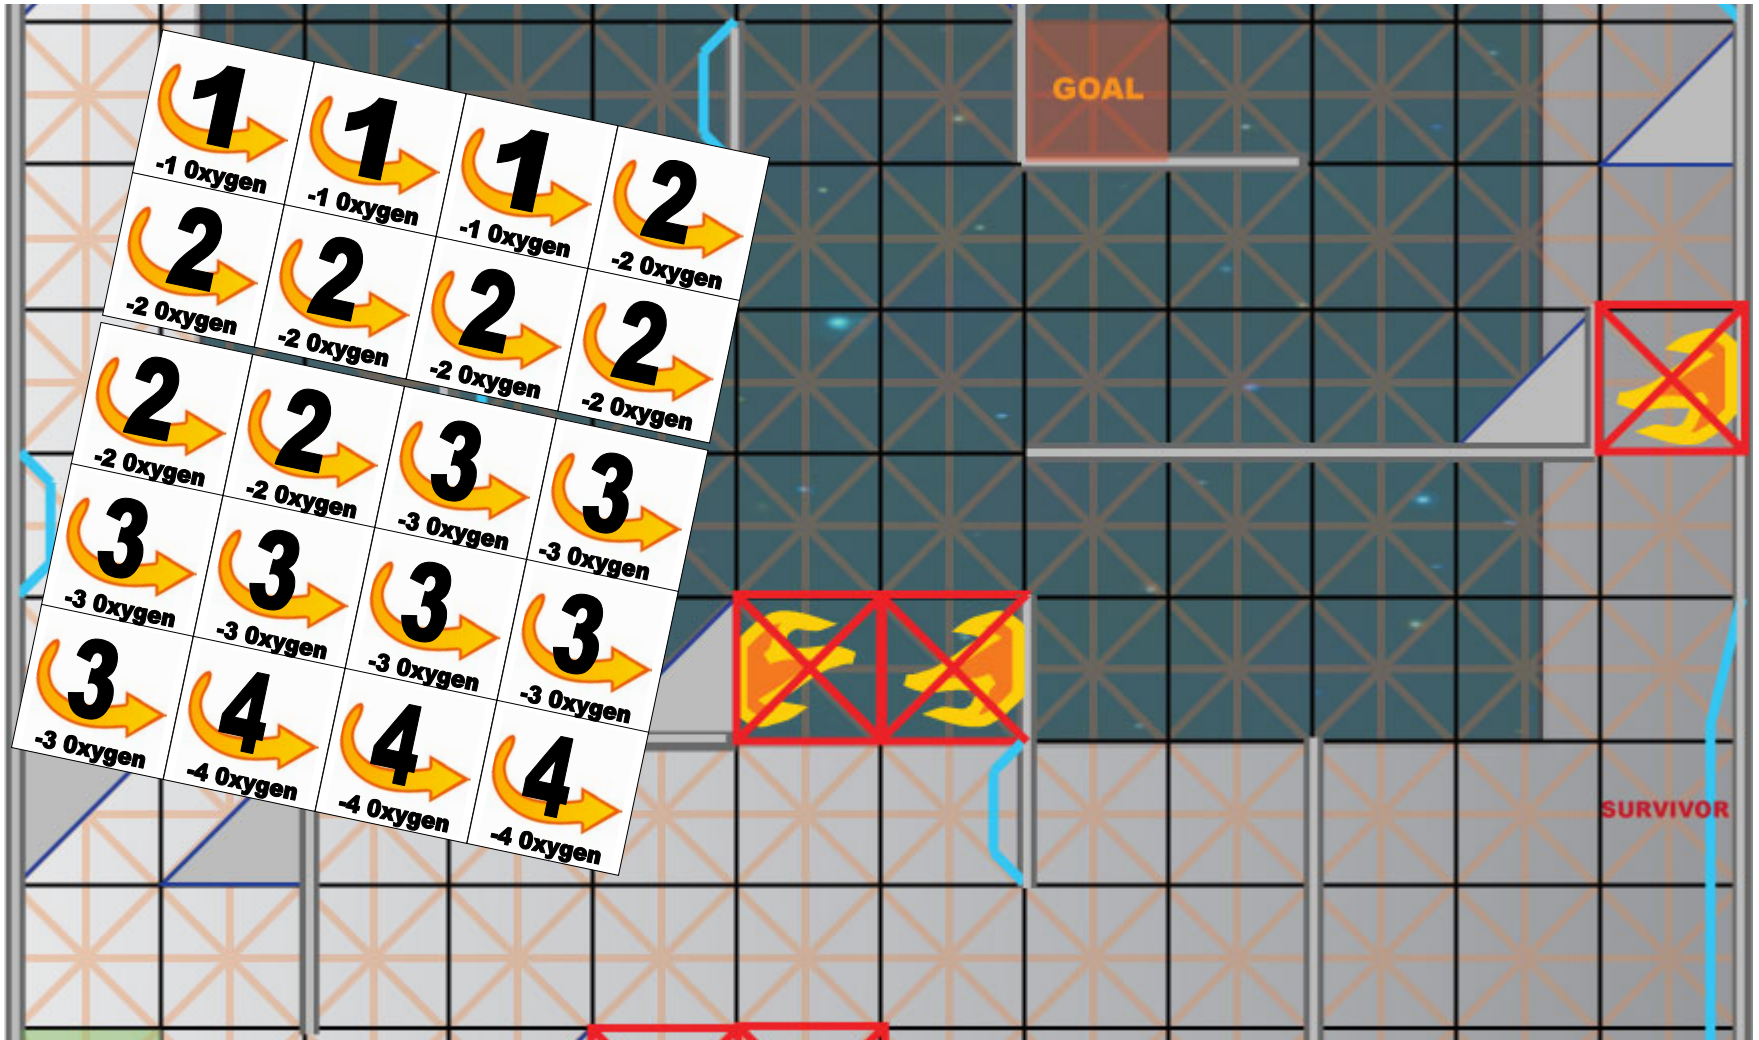 GOAL
1 1 1 2
-1 Oxygen -1 Oxygen -1 Oxygen -2 Oxygen
2 2 2 2
-2 Oxygen -2 Oxygen -2 Oxygen -2 Oxygen
2 2 3 3
-2 Oxygen -2 Oxygen -3 Oxygen -3 Oxygen
3 3 3 3
-3 Oxygen -3 Oxygen -3 Oxygen -3 Oxygen
3 4 4 4
-3 Oxygen -4 Oxygen -4 Oxygen -4 Oxygen
SURVIVOR